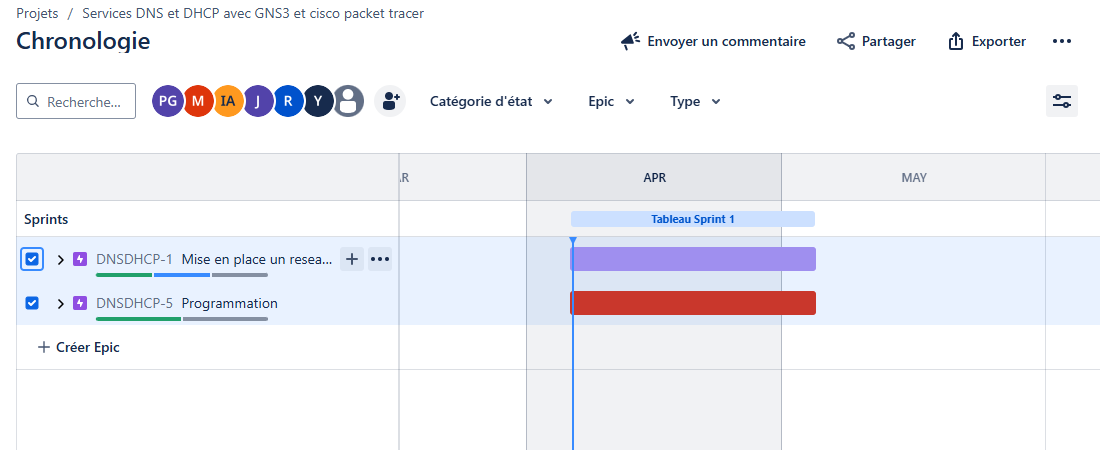 Projets / Services DNS et DHCP avec GNS3 et cisco packet tracer
Chronologie
Envoyer un commentaire Partager Exporter
Recherche... PG M IA J R Y Catégorie d'état Epic Type
AR APR MAY
Sprints Tableau Sprint 1
DNSDHCP-1 Mise en place un resea...
DNSDHCP-5 Programmation
Créer Epic